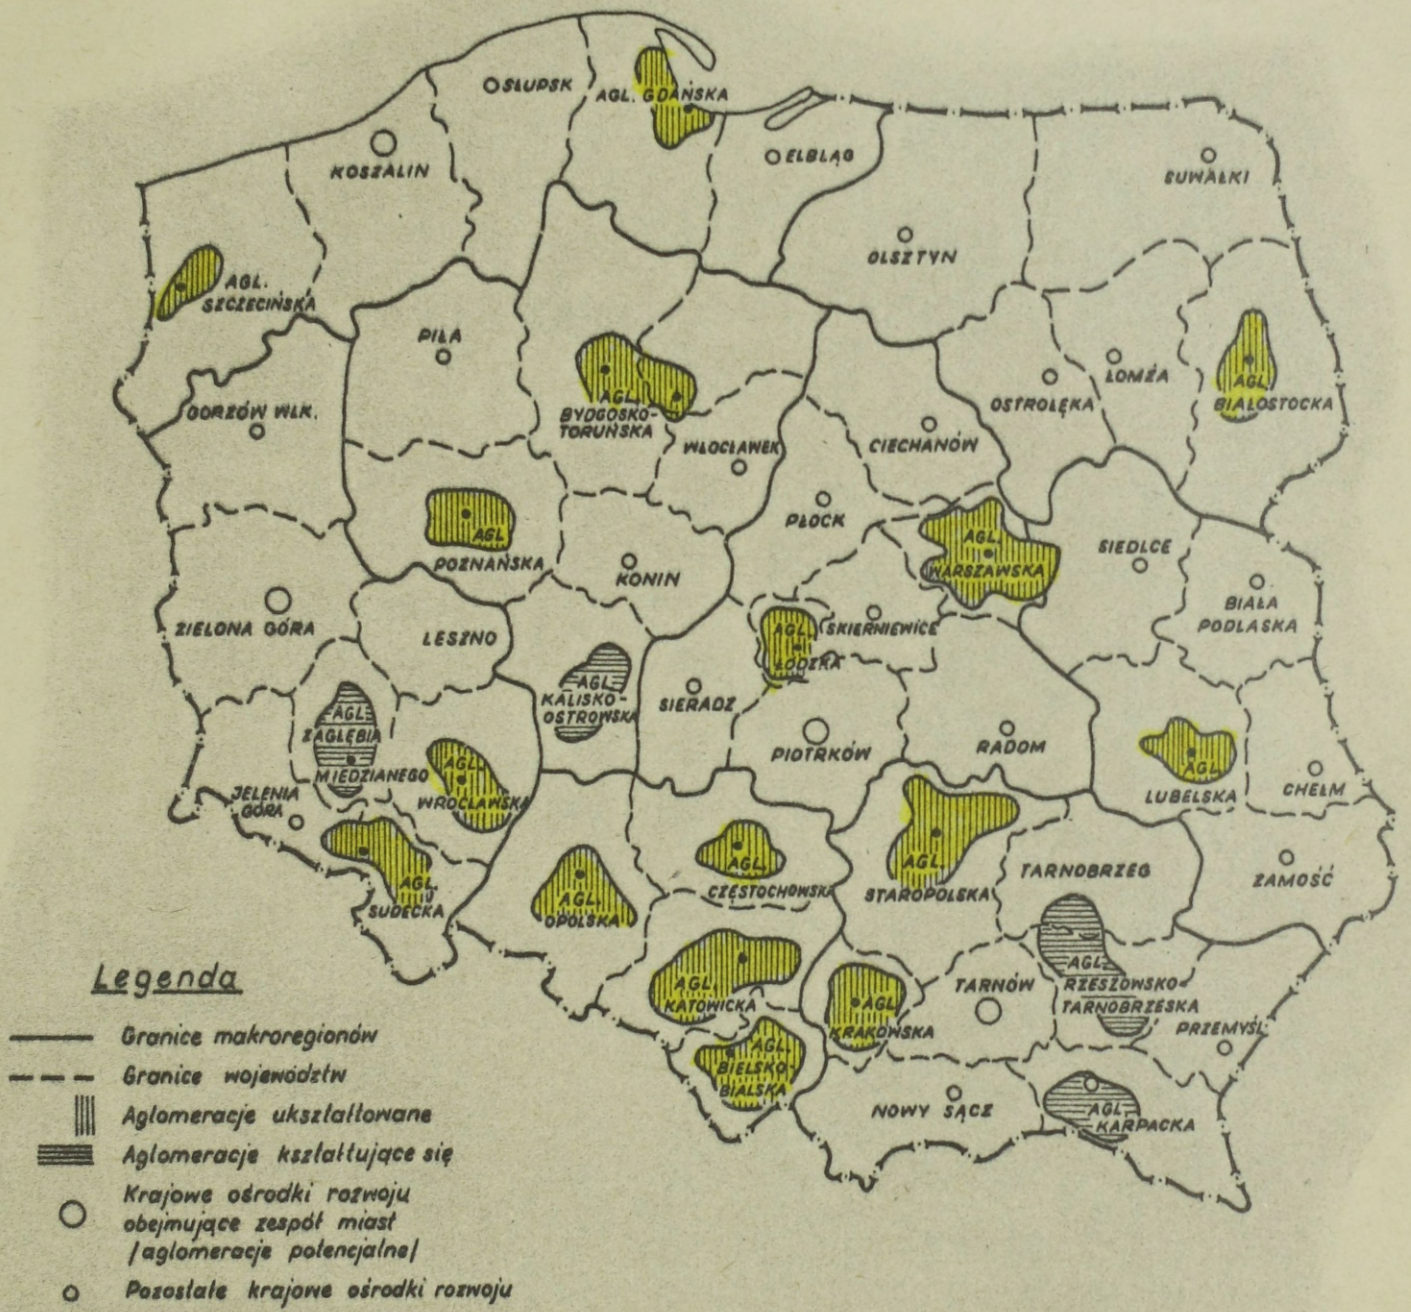 SŁUPSK
AGL. GDAŃSKA
KOSZALIN
ELBLĄG
SUWAŁKI
OLSZTYN
AGL.
SZCZECIŃSKA
PIŁA
GORZÓW WLK.
AGL.
BYDGOSKO-
TORUŃSKA
WŁOCŁAWEK
CIECHANÓW
OSTROŁĘKA
ŁOMŻA
AGL.
BIAŁOSTOCKA
AGL.
POZNAŃSKA
KONIN
PŁOCK
AGL.
WARSZAWSKA
SIEDLCE
BIAŁA
PODLASKA
ZIELONA GÓRA
LESZNO
AGL.
KALISKO-
OSTROWSKA
SIERADZ
AGL.
ŁÓDZKA
SKIERNIEWICE
PIOTRKÓW
RADOM
AGL.
LUBELSKA
CHEŁM
AGL.
ZAGŁĘBIA
MIEDZIANEGO
JELENIA
GÓRA
AGL.
WROCŁAWSKA
AGL.
SUDECKA
AGL.
OPOLSKA
AGL.
CZĘSTOCHOWSKA
AGL.
STAROPOLSKA
TARNOBRZEG
ZAMOŚĆ
AGL.
KATOWICKA
AGL.
BIELSKO-
BIALSKA
AGL.
KRAKOWSKA
TARNÓW
AGL.
RZESZOWSKO-
TARNOBRZESKA
PRZEMYŚL
NOWY SĄCZ
AGL.
KARPACKA
Legenda
Granice makroregionów
Granice województw
Aglomeracje ukształtowane
Aglomeracje kształtujące się
Krajowe ośrodki rozwoju
obejmujące zespół miast
/aglomeracje potencjalne/
Pozostałe krajowe ośrodki rozwoju